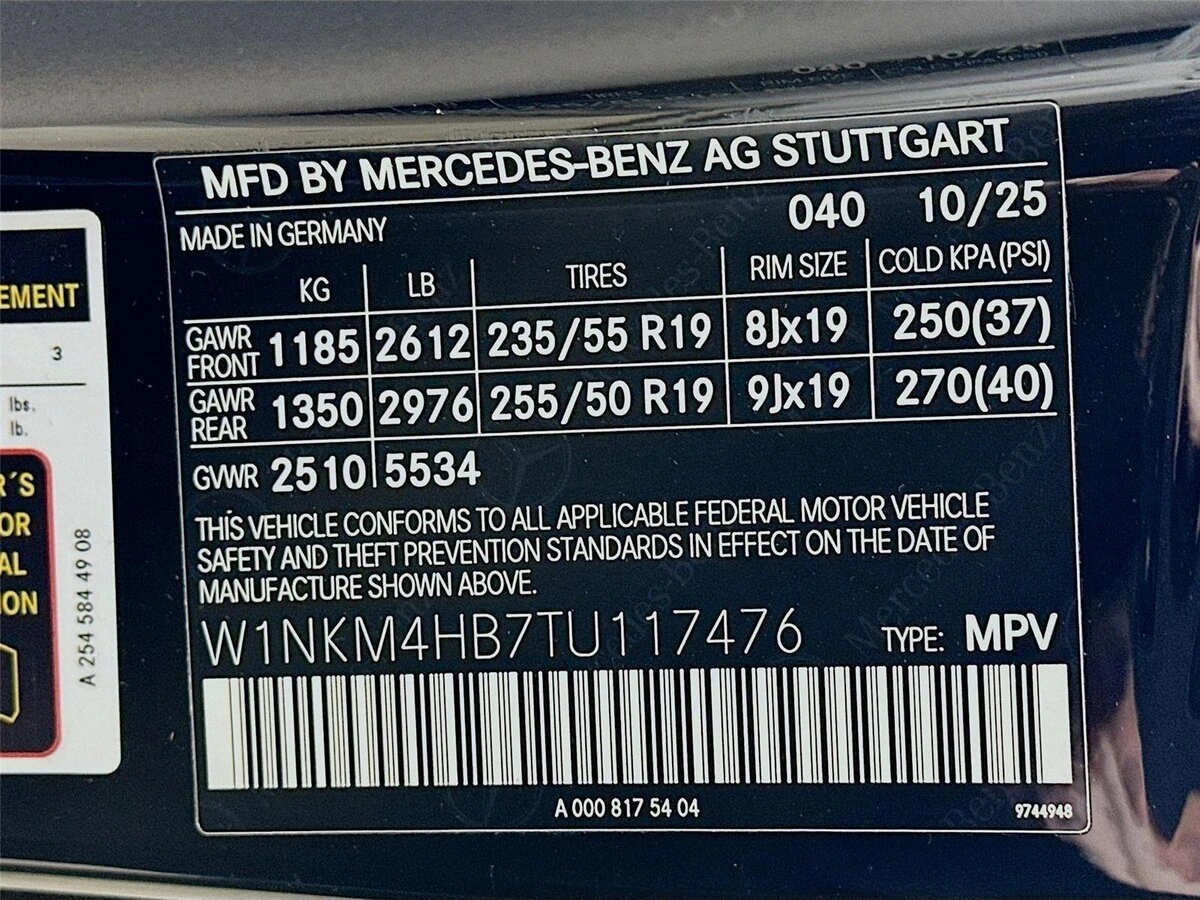 MFD BY MERCEDES-BENZ AG STUTTGART
MADE IN GERMANY 040 10/25
KG LB TIRES RIM SIZE COLD KPA (PSI)
GAWR FRONT 1185 2612 235/55 R19 8Jx19 250(37)
GAWR REAR 1350 2976 255/50 R19 9Jx19 270(40)
GVWR 2510 5534
THIS VEHICLE CONFORMS TO ALL APPLICABLE FEDERAL MOTOR VEHICLE
SAFETY AND THEFT PREVENTION STANDARDS IN EFFECT ON THE DATE OF
MANUFACTURE SHOWN ABOVE.
W1NKM4HB7TU117476 TYPE: MPV
A 000 817 54 04
9744948
EMENT
3
lbs.
lb.
R´S
OR
AL
ION
A 254 584 49 08